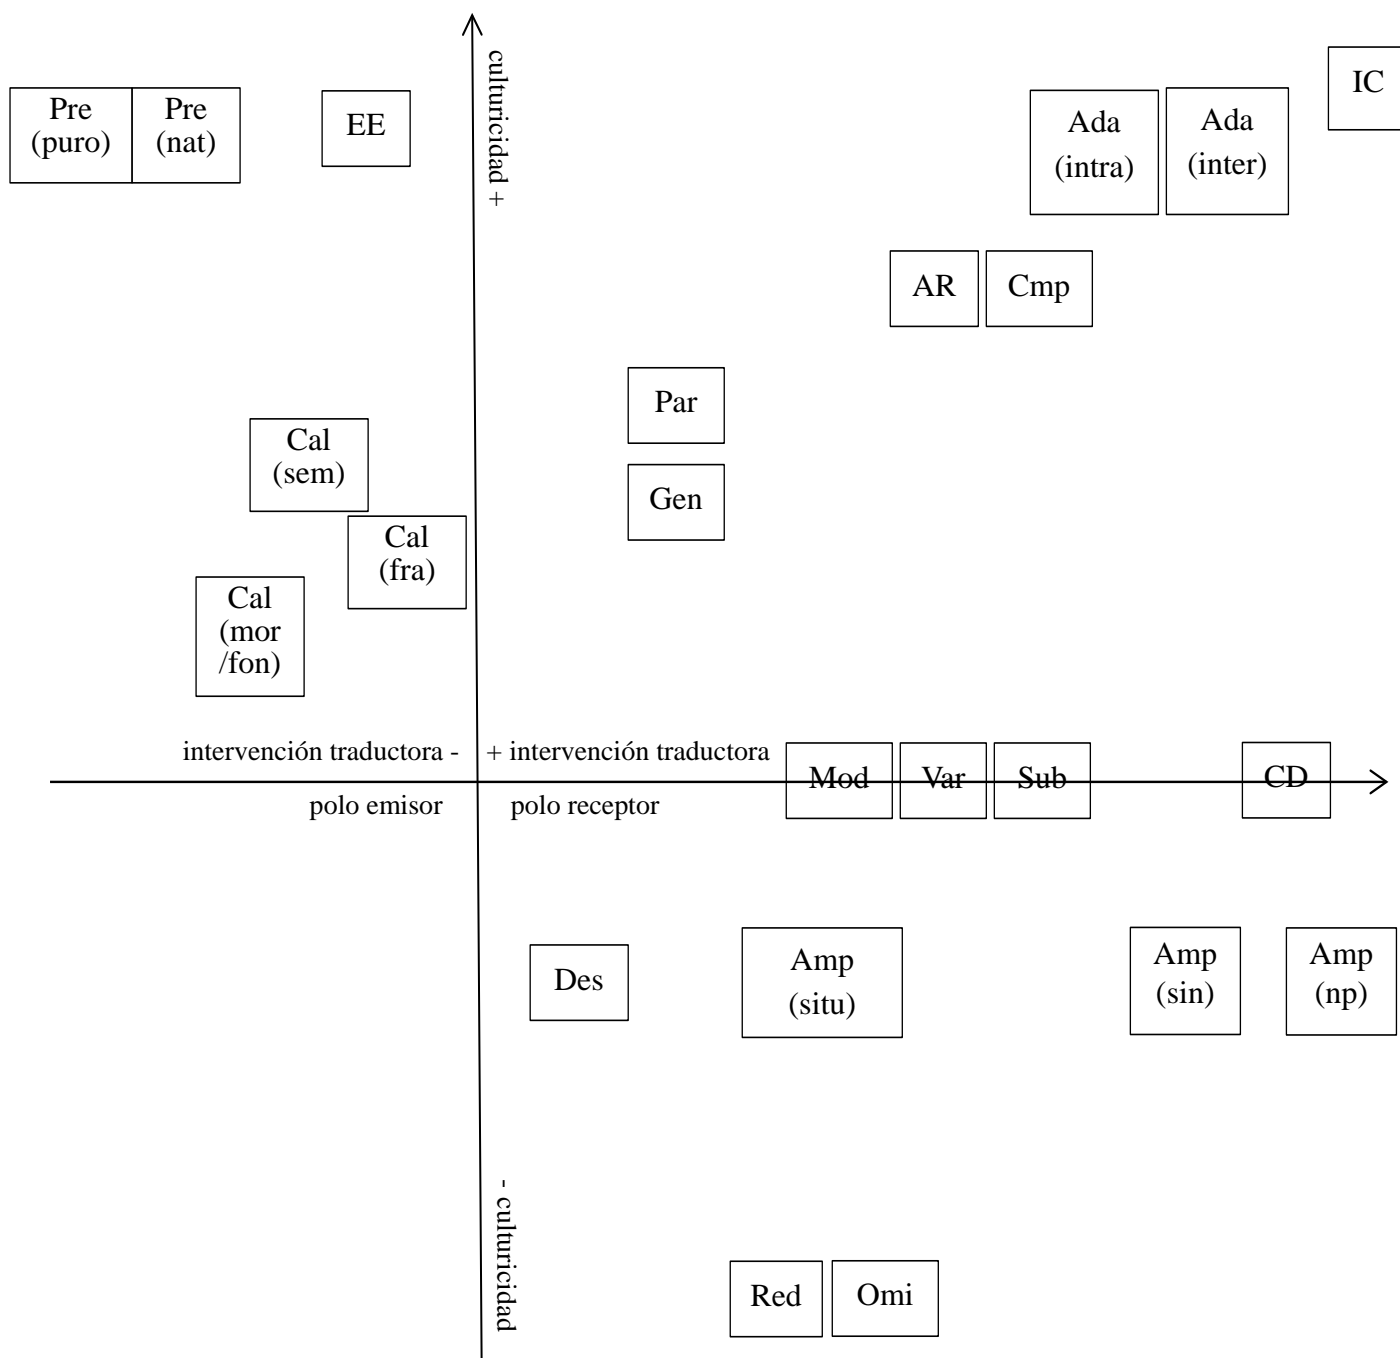 culturicidad +
IC
Pre
(puro)
Pre
(nat)
EE
Ada
(intra)
Ada
(inter)
AR
Cmp
Par
Cal
(sem)
Gen
Cal
(fra)
Cal
(mor
/fon)
intervención traductora -
+ intervención traductora
Mod
Var
Sub
CD
polo emisor
polo receptor
Des
Amp
(situ)
Amp
(sin)
Amp
(np)
- culturicidad
Red
Omi